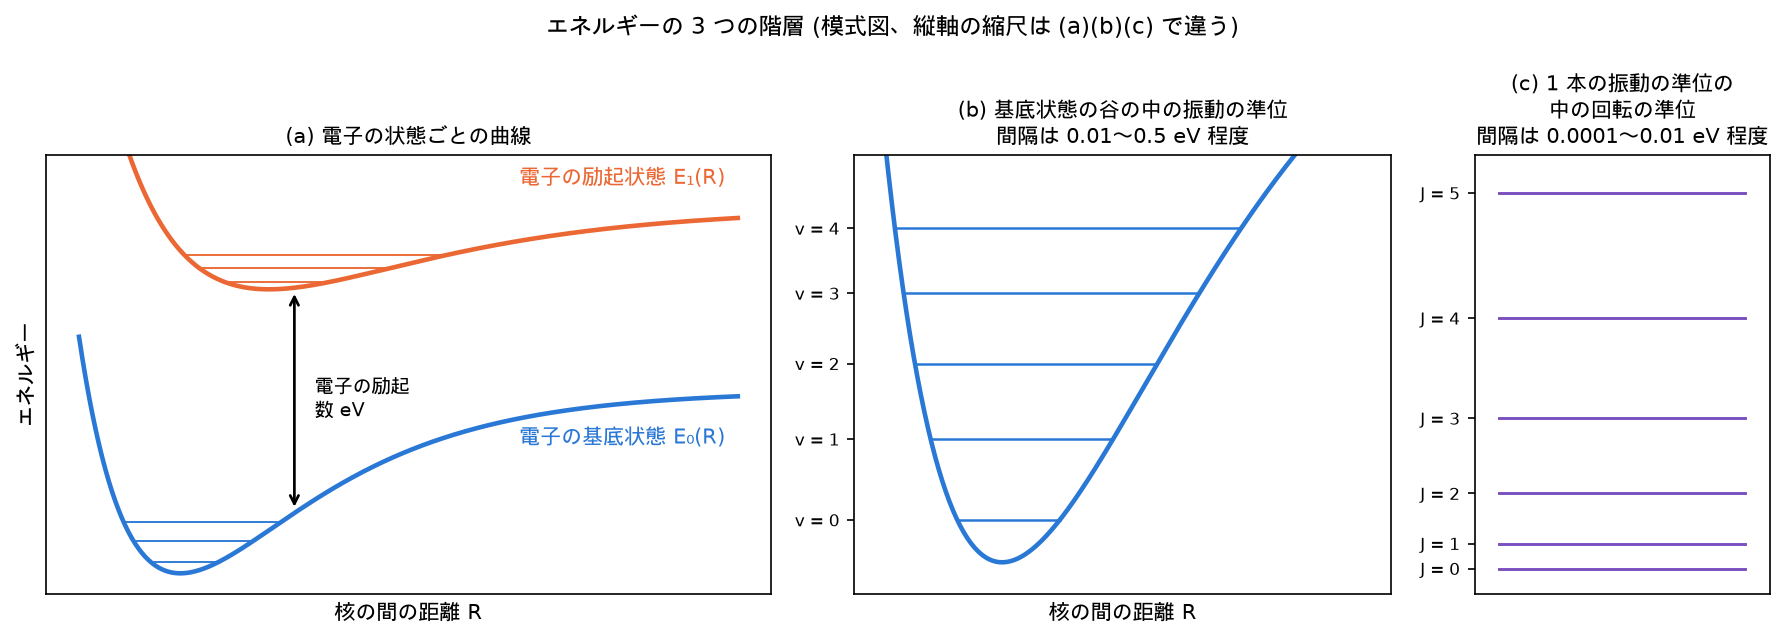 エネルギーの 3 つの階層 (模式図、縦軸の縮尺は (a)(b)(c) で違う)
(a) 電子の状態ごとの曲線
電子の励起状態 E₁(R)
電子の励起
数 eV
電子の基底状態 E₀(R)
エネルギー
核の間の距離 R
(b) 基底状態の谷の中の振動の準位
間隔は 0.01～0.5 eV 程度
v = 4
v = 3
v = 2
v = 1
v = 0
核の間の距離 R
(c) 1 本の振動の準位の
中の回転の準位
間隔は 0.0001～0.01 eV 程度
J = 5
J = 4
J = 3
J = 2
J = 1
J = 0